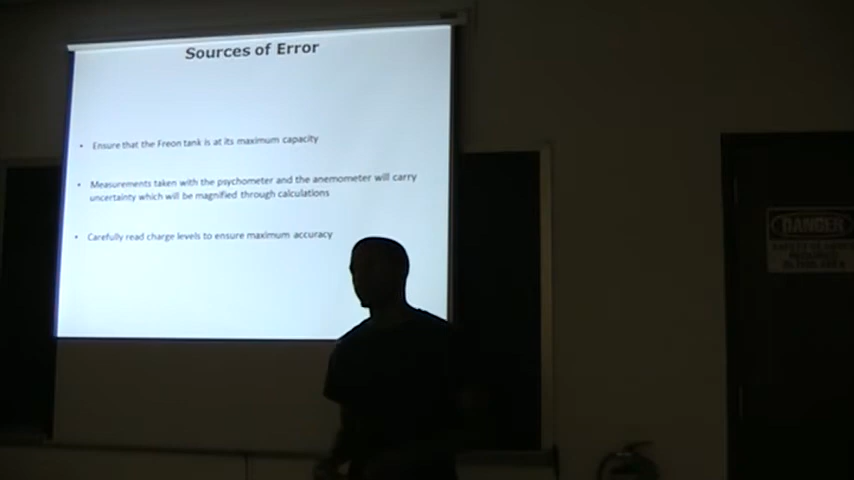 Sources of Error
• Ensure that the Freon tank is at its maximum capacity
• Measurements taken with the psychometer and the anemometer will carry
uncertainty which will be magnified through calculations
• Carefully read charge levels to ensure maximum accuracy
DANGER